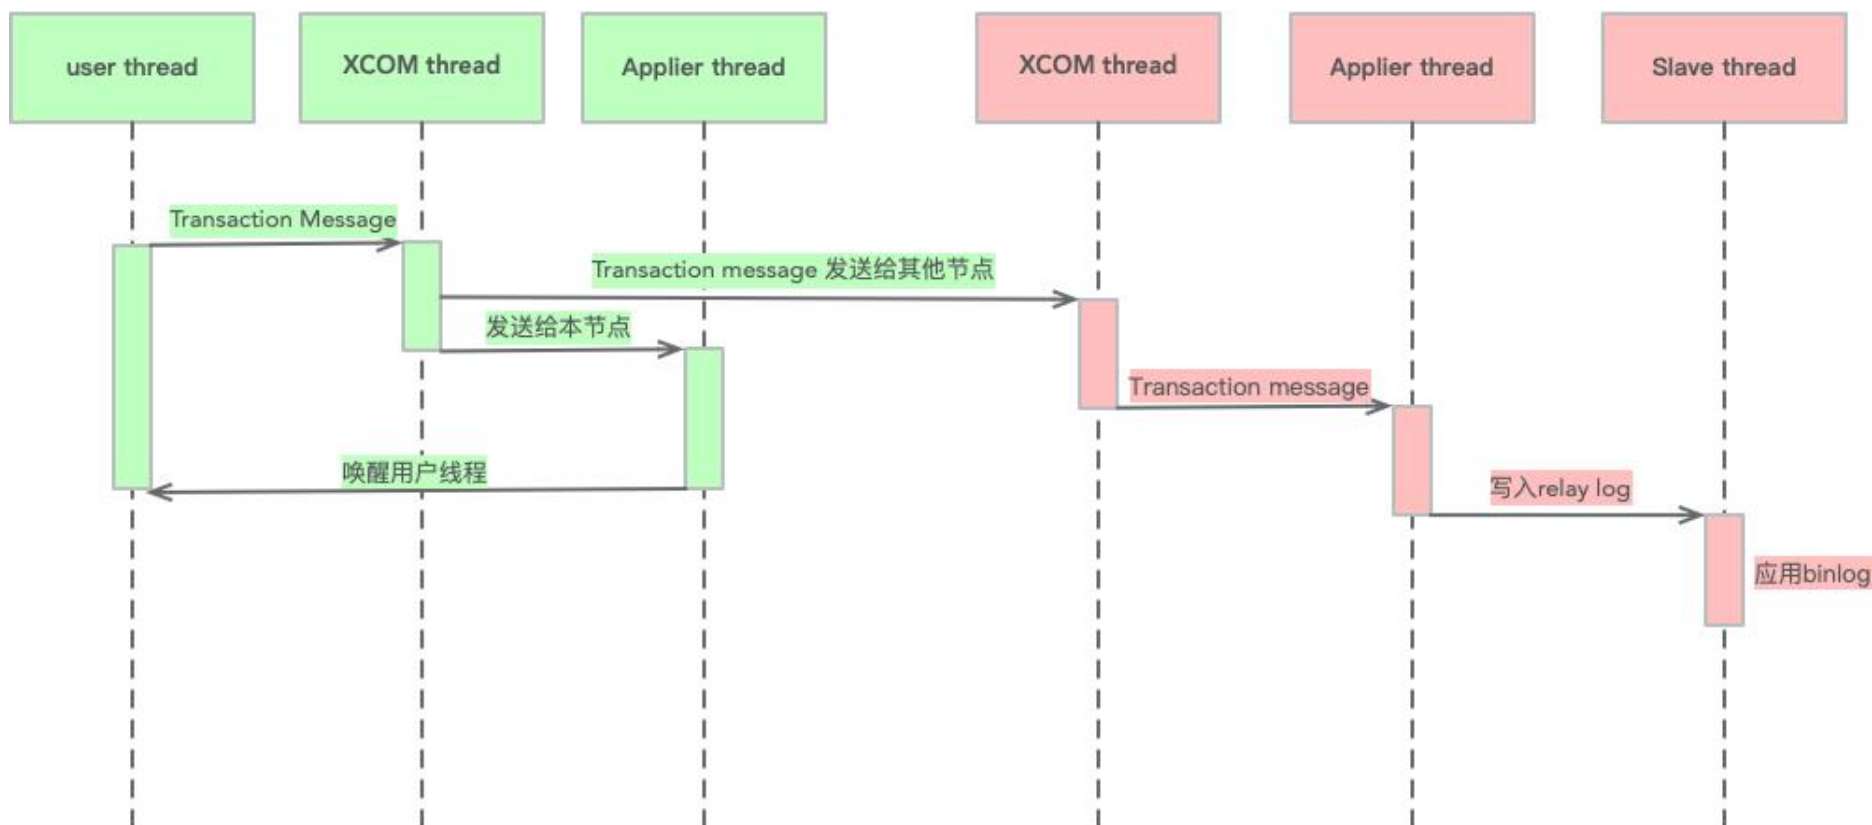 user thread
XCOM thread
Applier thread
XCOM thread
Applier thread
Slave thread
Transaction Message
Transaction message 发送给其他节点
发送给本节点
Transaction message
唤醒用户线程
写入relay log
应用binlog